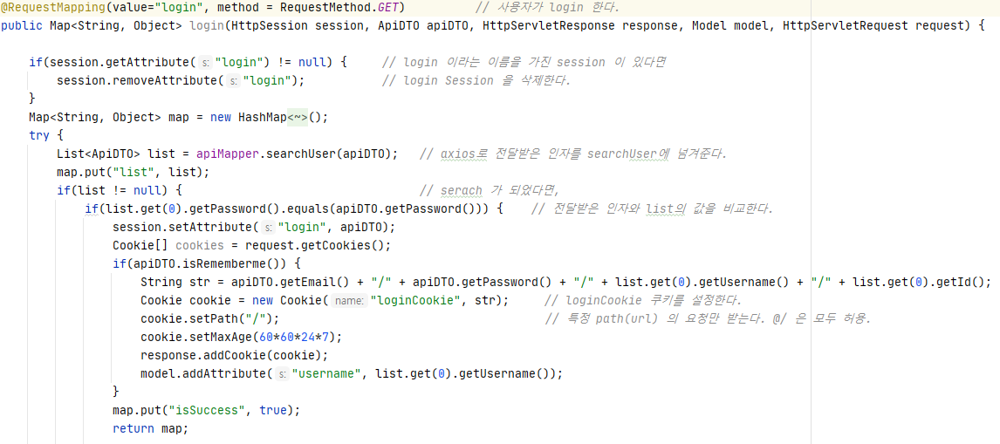 @RequestMapping(value="login", method = RequestMethod.GET) // 사용자가 login 한다.
public Map<String, Object> login(HttpSession session, ApiDTO apiDTO, HttpServletResponse response, Model model, HttpServletRequest request) {
if(session.getAttribute( s: "login") != null) { // login 이라는 이름을 가진 session 이 있다면
session.removeAttribute( s: "login"); // login Session 을 삭제한다.
}
Map<String, Object> map = new HashMap<~>();
try {
List<ApiDTO> list = apiMapper.searchUser(apiDTO); // axios로 전달받은 인자를 searchUser에 넘겨준다.
map.put("list", list);
if(list != null) { // serach 가 되었다면,
if(list.get(0).getPassword().equals(apiDTO.getPassword())) { // 전달받은 인자와 list의 값을 비교한다.
session.setAttribute( s: "login", apiDTO);
Cookie[] cookies = request.getCookies();
if(apiDTO.isRememberme()) {
String str = apiDTO.getEmail() + "/" + apiDTO.getPassword() + "/" + list.get(0).getUsername() + "/" + list.get(0).getId();
Cookie cookie = new Cookie( name: "loginCookie", str); // loginCookie 쿠키를 설정한다.
cookie.setPath("/"); // 특정 path(url) 의 요청만 받는다. @/ 은 모두 허용.
cookie.setMaxAge(60*60*24*7);
response.addCookie(cookie);
model.addAttribute( s: "username", list.get(0).getUsername());
}
map.put("isSuccess", true);
return map;